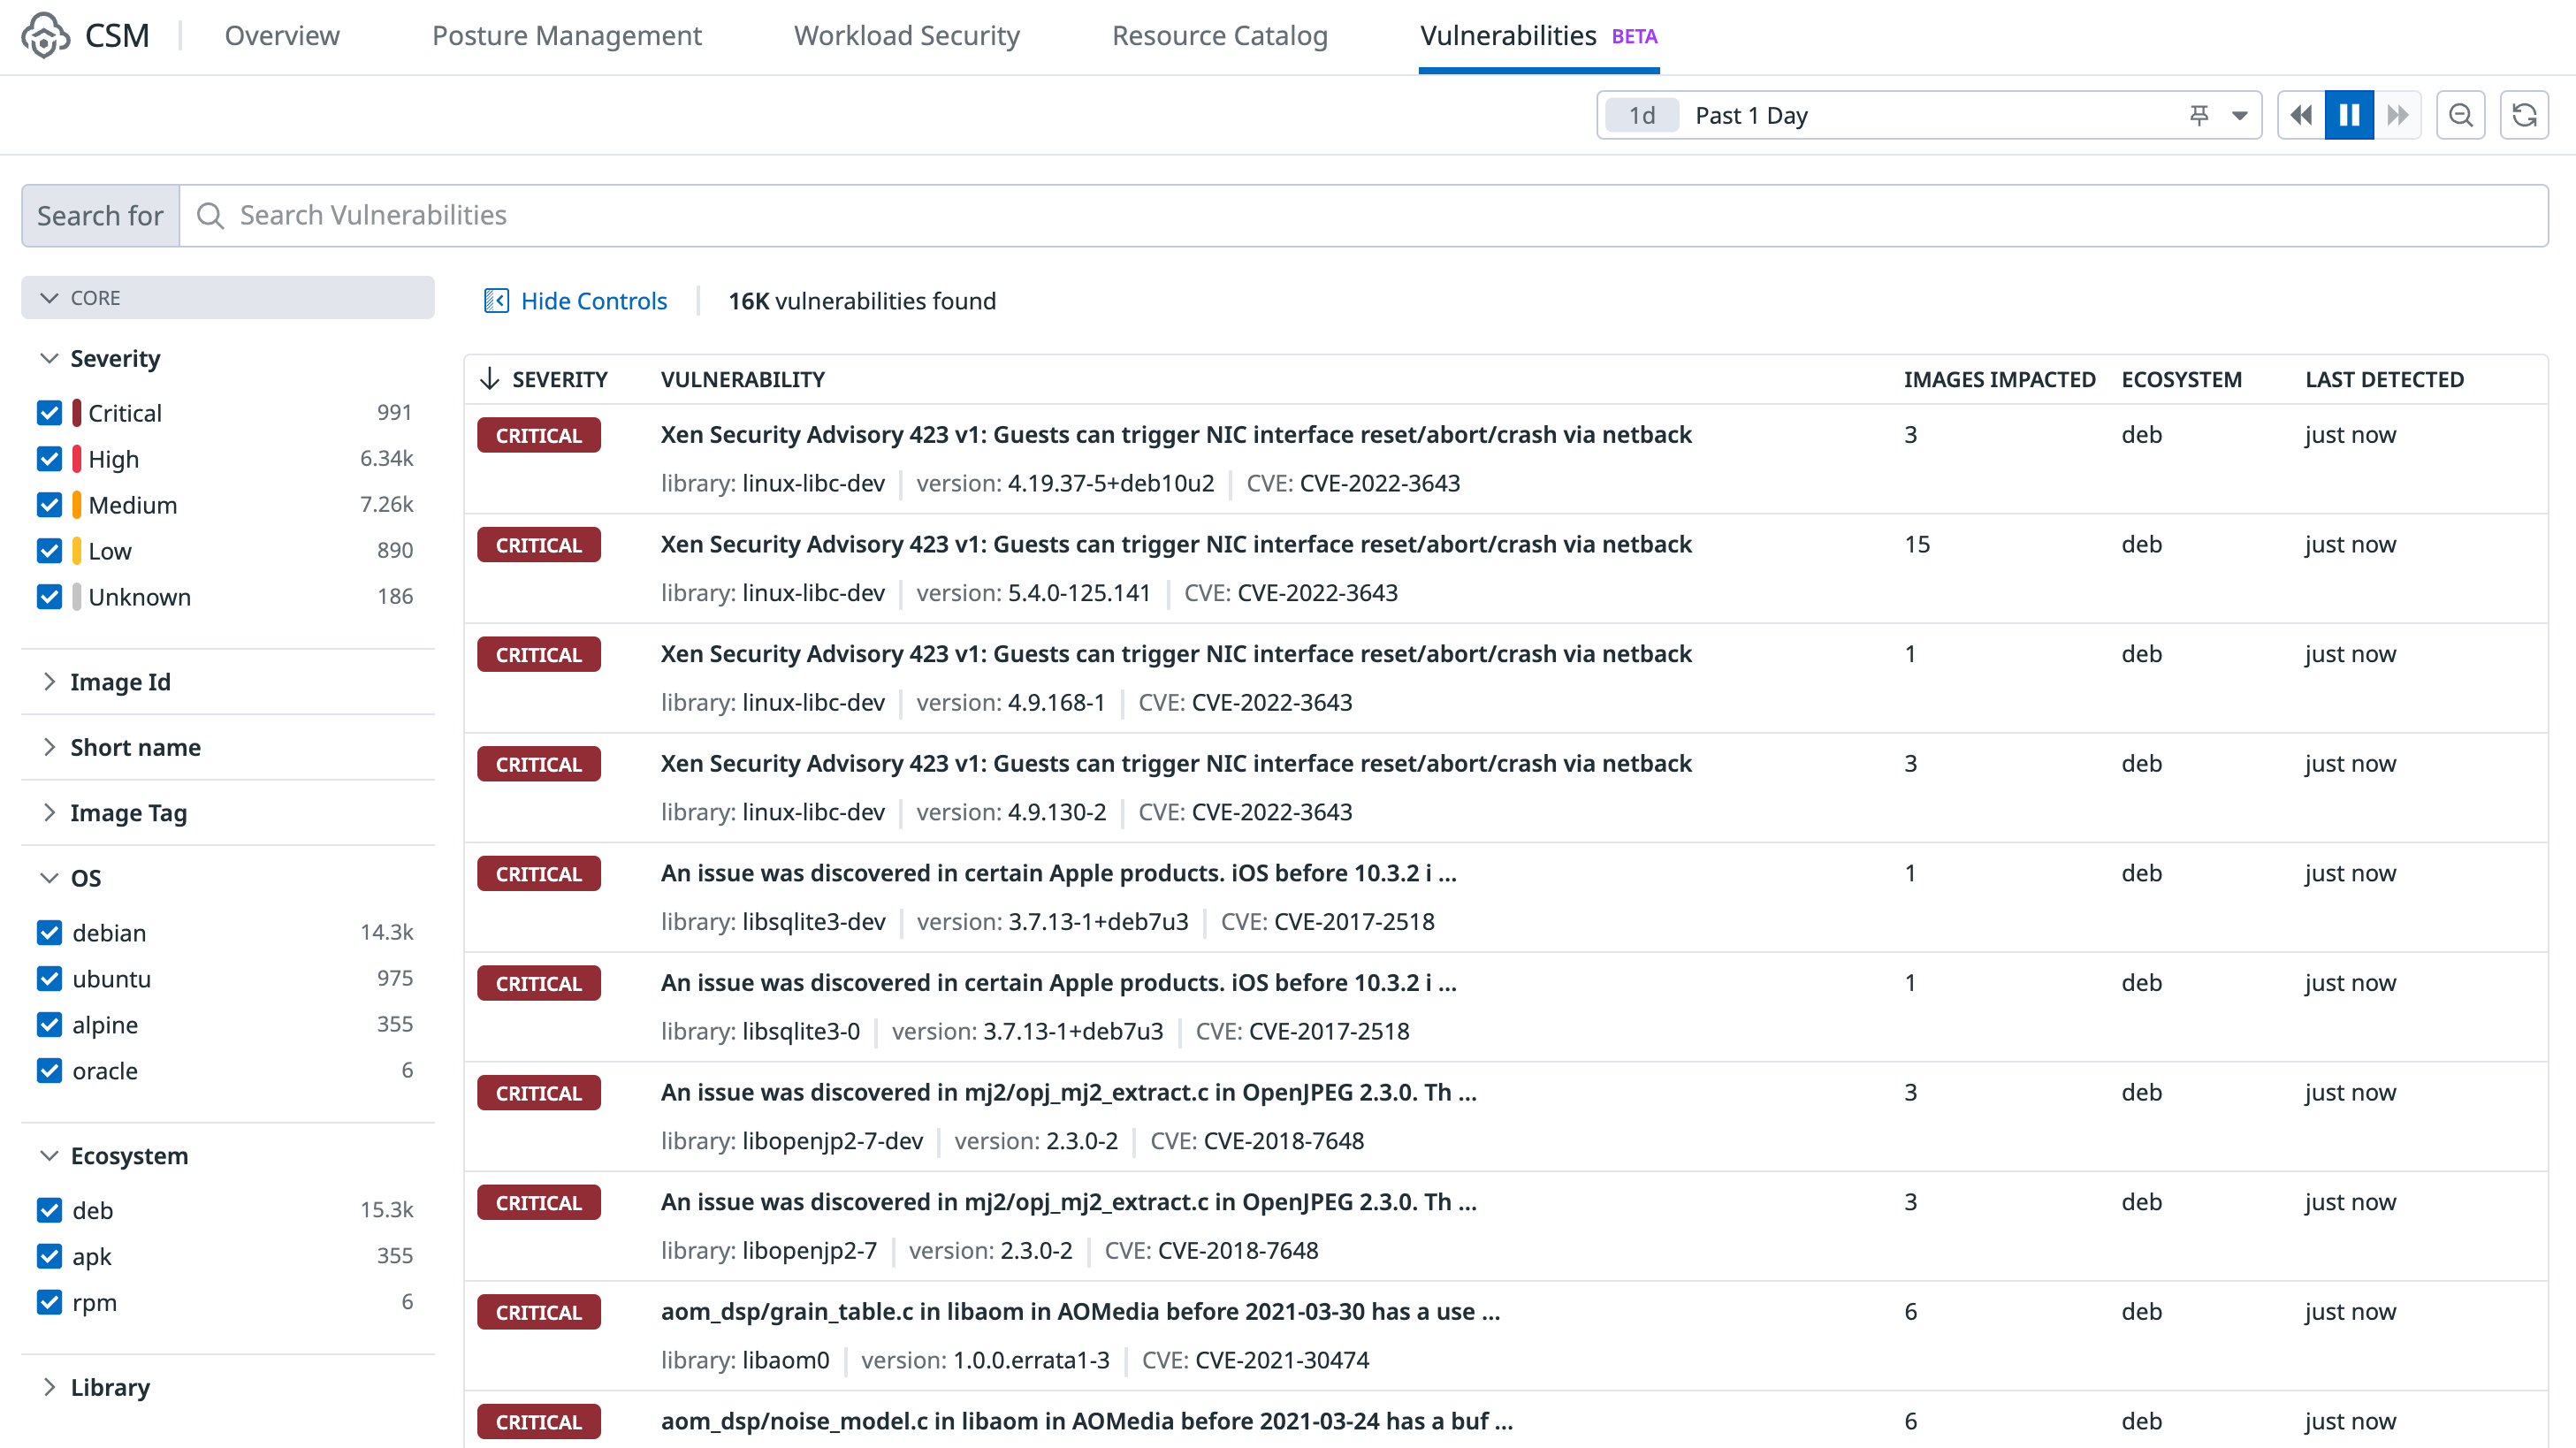 CSM Overview Posture Management Workload Security Resource Catalog Vulnerabilities BETA
1d Past 1 Day
Search for Search Vulnerabilities
CORE
Severity
Critical 991
High 6.34k
Medium 7.26k
Low 890
Unknown 186
Image Id
Short name
Image Tag
OS
debian 14.3k
ubuntu 975
alpine 355
oracle 6
Ecosystem
deb 15.3k
apk 355
rpm 6
Library
Hide Controls 16K vulnerabilities found
SEVERITY VULNERABILITY IMAGES IMPACTED ECOSYSTEM LAST DETECTED
CRITICAL Xen Security Advisory 423 v1: Guests can trigger NIC interface reset/abort/crash via netback 3 deb just now
library: linux-libc-dev version: 4.19.37-5+deb10u2 CVE: CVE-2022-3643
CRITICAL Xen Security Advisory 423 v1: Guests can trigger NIC interface reset/abort/crash via netback 15 deb just now
library: linux-libc-dev version: 5.4.0-125.141 CVE: CVE-2022-3643
CRITICAL Xen Security Advisory 423 v1: Guests can trigger NIC interface reset/abort/crash via netback 1 deb just now
library: linux-libc-dev version: 4.9.168-1 CVE: CVE-2022-3643
CRITICAL Xen Security Advisory 423 v1: Guests can trigger NIC interface reset/abort/crash via netback 3 deb just now
library: linux-libc-dev version: 4.9.130-2 CVE: CVE-2022-3643
CRITICAL An issue was discovered in certain Apple products. iOS before 10.3.2 i ... 1 deb just now
library: libsqlite3-dev version: 3.7.13-1+deb7u3 CVE: CVE-2017-2518
CRITICAL An issue was discovered in certain Apple products. iOS before 10.3.2 i ... 1 deb just now
library: libsqlite3-0 version: 3.7.13-1+deb7u3 CVE: CVE-2017-2518
CRITICAL An issue was discovered in mj2/opj_mj2_extract.c in OpenJPEG 2.3.0. Th ... 3 deb just now
library: libopenjp2-7-dev version: 2.3.0-2 CVE: CVE-2018-7648
CRITICAL An issue was discovered in mj2/opj_mj2_extract.c in OpenJPEG 2.3.0. Th ... 3 deb just now
library: libopenjp2-7 version: 2.3.0-2 CVE: CVE-2018-7648
CRITICAL aom_dsp/grain_table.c in libaom in AOMedia before 2021-03-30 has a use ... 6 deb just now
library: libaom0 version: 1.0.0.errata1-3 CVE: CVE-2021-30474
CRITICAL aom_dsp/noise_model.c in libaom in AOMedia before 2021-03-24 has a buf ... 6 deb just now